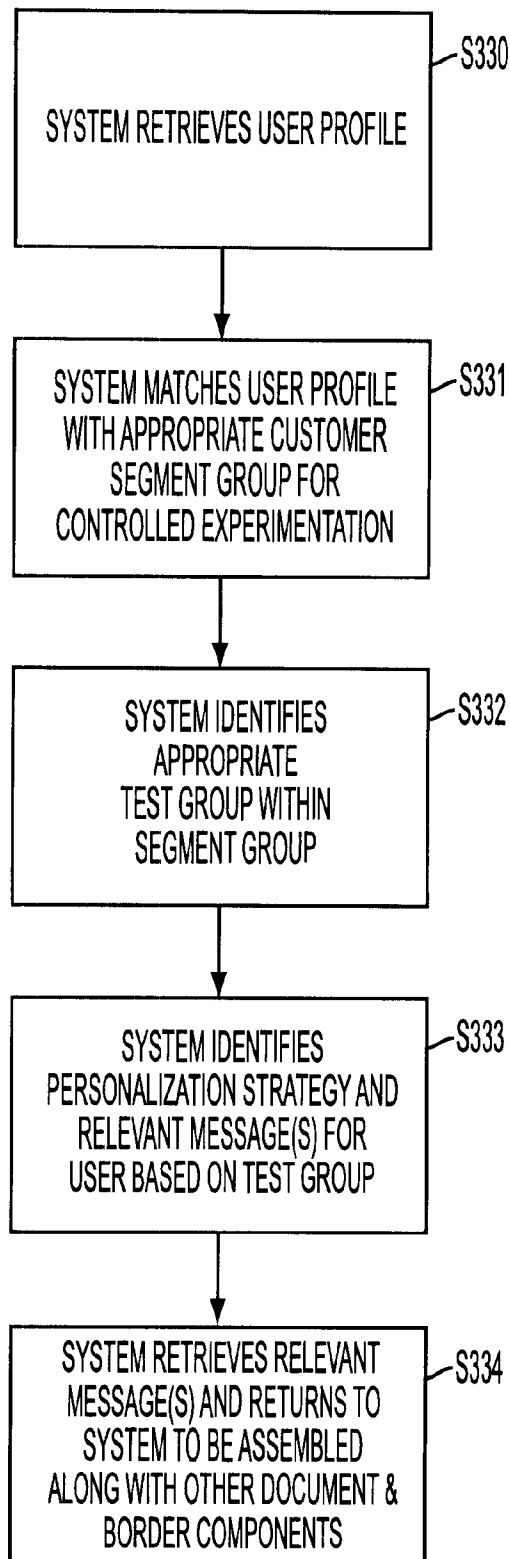 S330
SYSTEM RETRIEVES USER PROFILE
S331
SYSTEM MATCHES USER PROFILE
WITH APPROPRIATE CUSTOMER
SEGMENT GROUP FOR
CONTROLLED EXPERIMENTATION
S332
SYSTEM IDENTIFIES
APPROPRIATE
TEST GROUP WITHIN
SEGMENT GROUP
S333
SYSTEM IDENTIFIES
PERSONALIZATION STRATEGY AND
RELEVANT MESSAGE(S) FOR
USER BASED ON TEST GROUP
S334
SYSTEM RETRIEVES RELEVANT
MESSAGE(S) AND RETURNS TO
SYSTEM TO BE ASSEMBLED
ALONG WITH OTHER DOCUMENT &
BORDER COMPONENTS